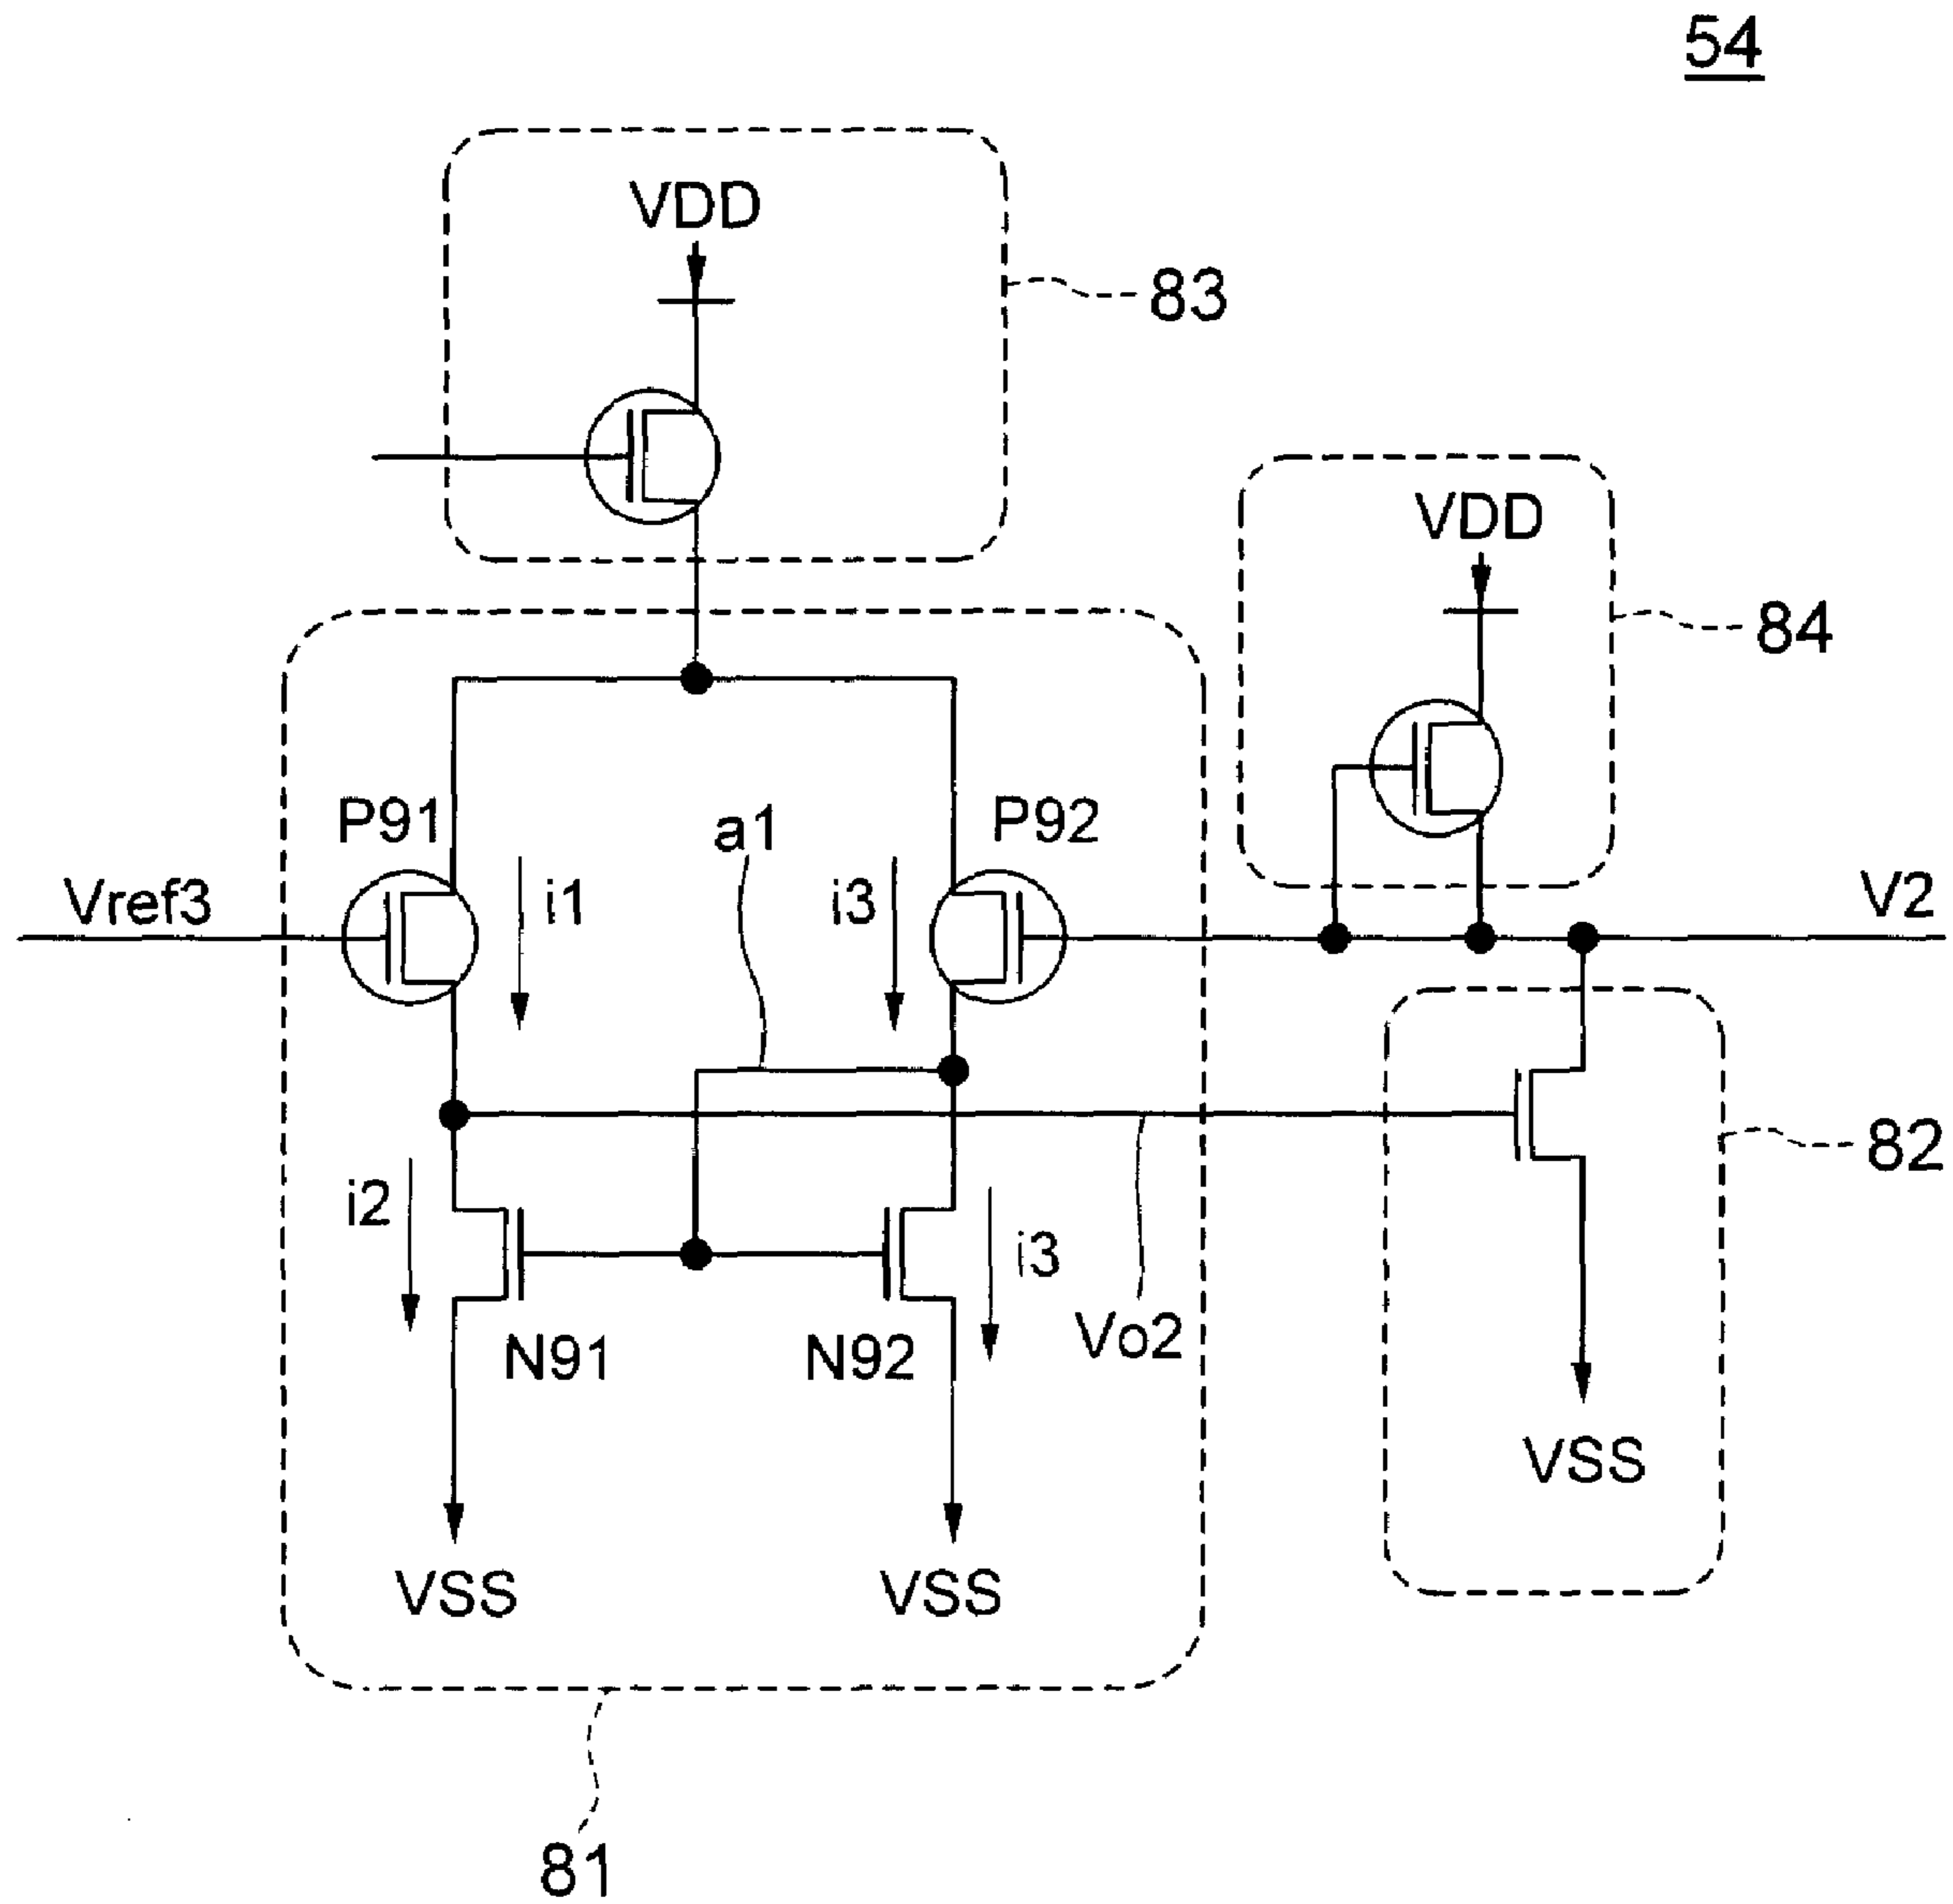 54
VDD
83
VDD
84
P91
a1
P92
Vref3
i1
i3
V2
82
i2
i3
Vo2
N91
N92
VSS
VSS
VSS
81